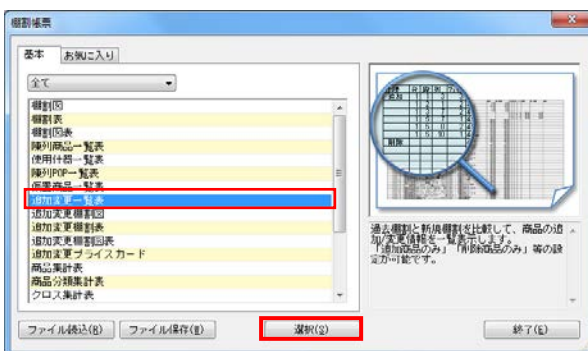 棚割帳票
基本 お気に入り
全て
棚割図
棚割表
棚割図表
陳列商品一覧表
使用什器一覧表
陳列POP一覧表
仮置商品一覧表
追加変更一覧表
追加変更棚割図
追加変更棚割表
追加変更棚割図表
追加変更プライスカード
商品集計表
商品分類集計表
クロス集計表
過去棚割と新規棚割を比較して、商品の追
加/変更情報を一覧表示します。
「追加商品のみ」「削除商品のみ」等の設
定が可能です。
ファイル読込(R) ファイル保存(W) 選択(S) 終了(E)